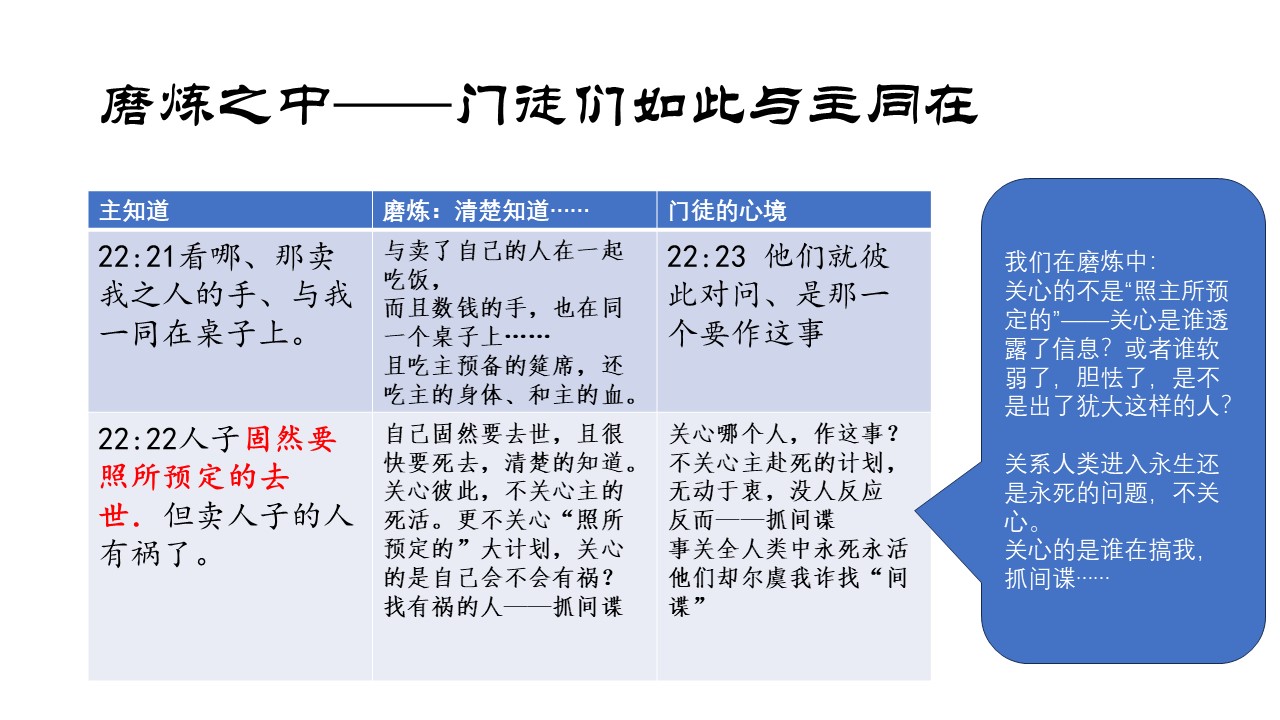 磨炼之中——门徒们如此与主同在
主知道
磨炼：清楚知道……
门徒的心境
22:21看哪、那卖
我之人的手、与我
一同在桌子上。
与卖了自己的人在一起
吃饭，
而且数钱的手，也在同
一个桌子上……
且吃主预备的筵席，还
吃主的身体、和主的血。
22:23 他们就彼
此对问、是那一
个要作这事
22:22人子固然要
照所预定的去
世．但卖人子的人
有祸了。
自己固然要去世，且很
快要死去，清楚的知道。
关心彼此，不关心主的
死活。更不关心“照所
预定的”大计划，关心
的是自己会不会有祸？
找有祸的人——抓间谍
关心哪个人，作这事？
不关心主赴死的计划，
无动于衷，没人反应
反而——抓间谍
事关全人类中永死永活
他们却尔虞我诈找“间
谍”
我们在磨炼中：
关心的不是“照主所预
定的”——关心是谁透
露了信息？或者谁软
弱了，胆怯了，是不
是出了犹大这样的人？
关系人类进入永生还
是永死的问题，不关
心。
关心的是谁在搞我，
抓间谍……